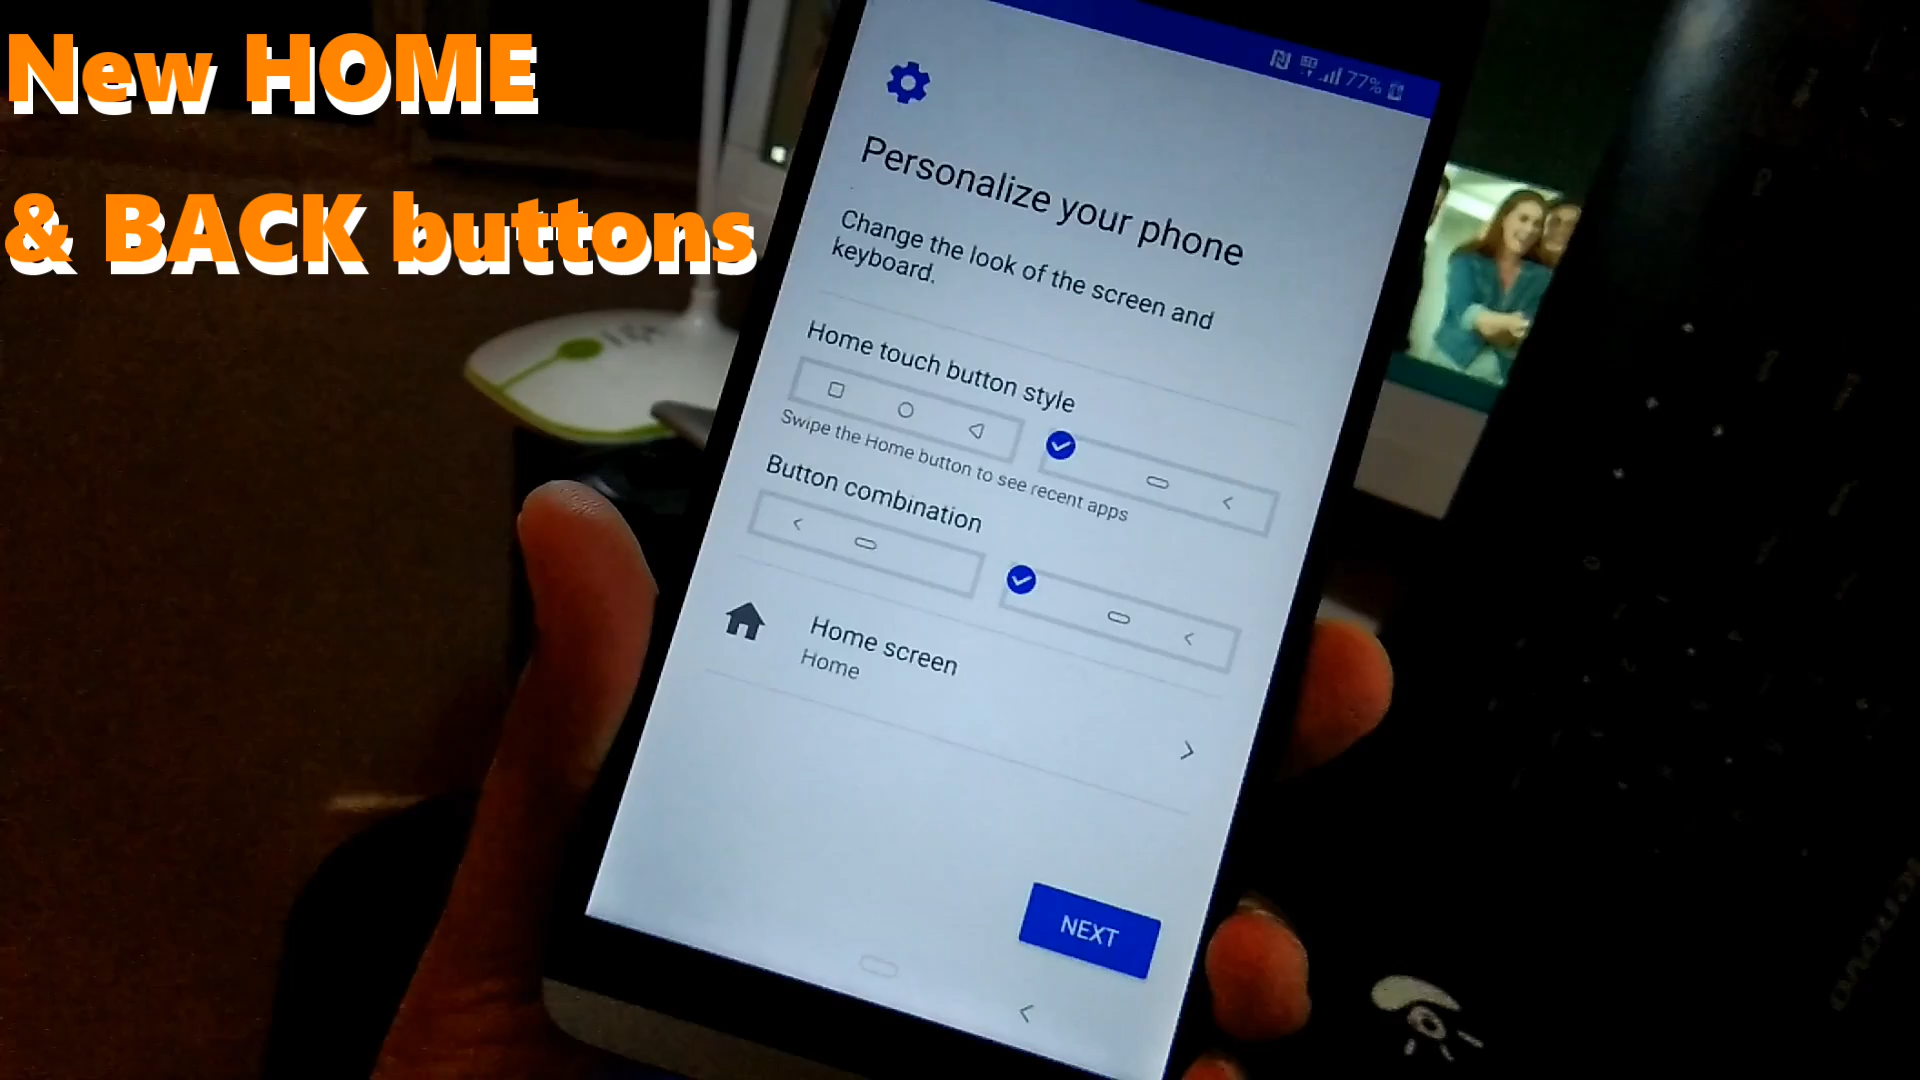 New HOME
& BACK buttons
77%
Personalize your phone
Change the look of the screen and
keyboard.
Home touch button style
Swipe the Home button to see recent apps
Button combination
Home screen
Home
NEXT